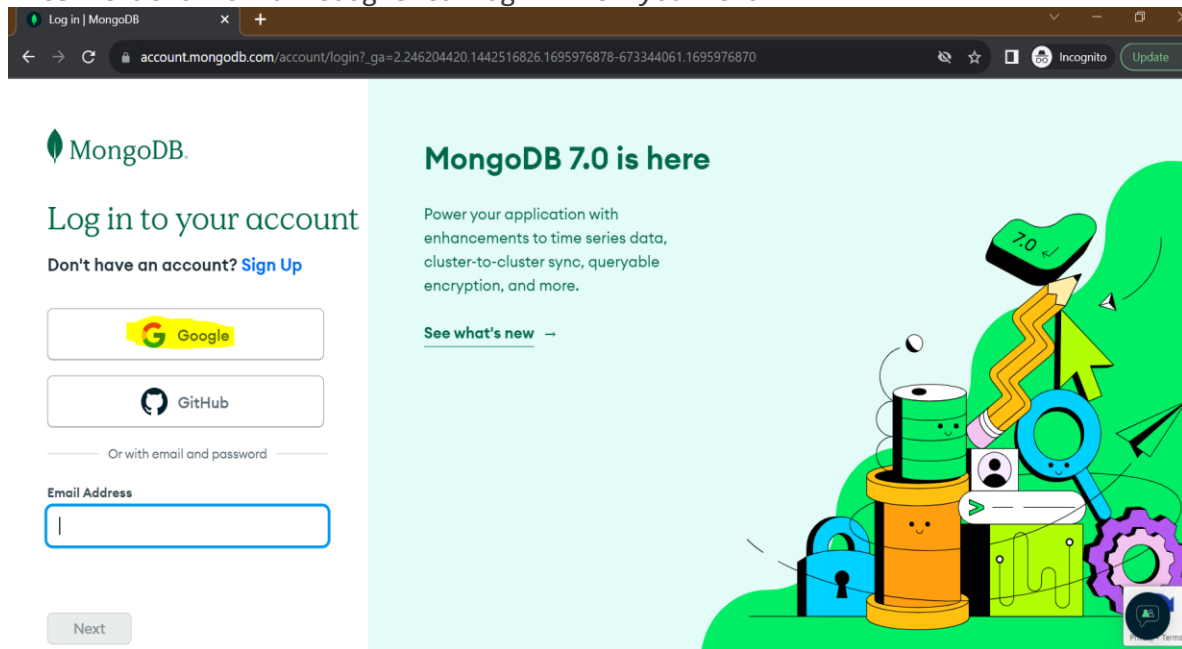 Log in | MongoDB
account.mongodb.com/account/login?_ga=2.246204420.1442516826.1695976878-673344061.1695976870
Incognito
Update
MongoDB.
Log in to your account
Don't have an account? Sign Up
Google
GitHub
Or with email and password
Email Address
Next
MongoDB 7.0 is here
Power your application with
enhancements to time series data,
cluster-to-cluster sync, queryable
encryption, and more.
See what's new →
7.0
Terms